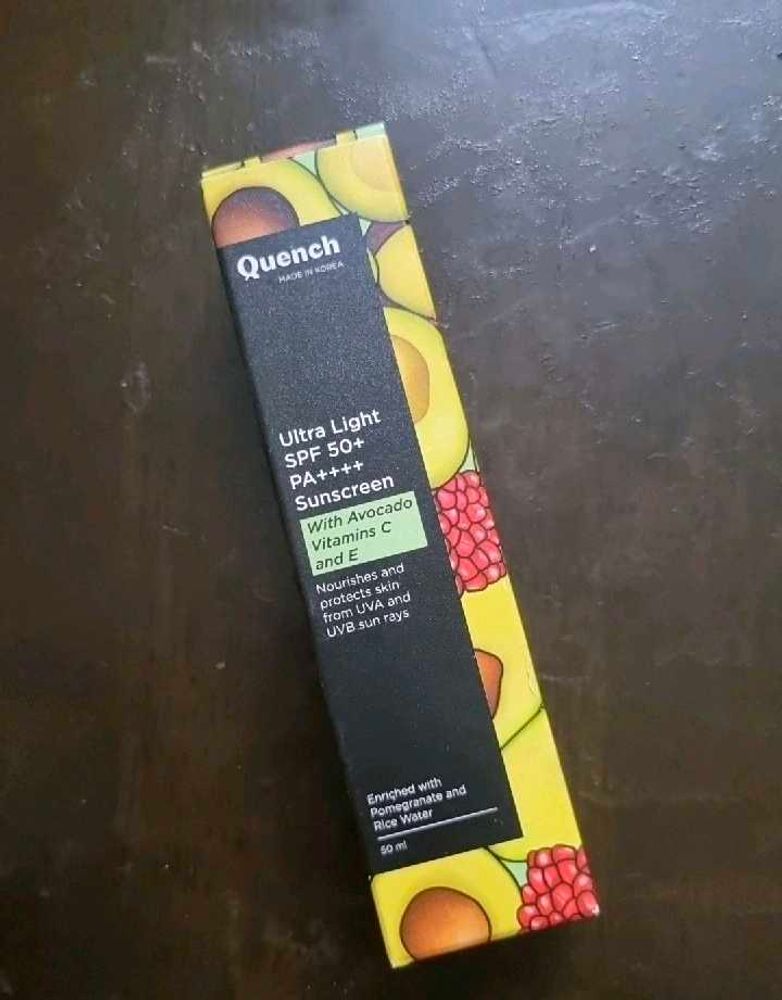 Quench
MADE IN KOREA
Ultra Light
SPF 50+
PA++++
Sunscreen
With Avocado
Vitamins C
and E
Nourishes and
protects skin
from UVA and
UVB sun rays
Enriched with
Pomegranate and
Rice Water
50 ml